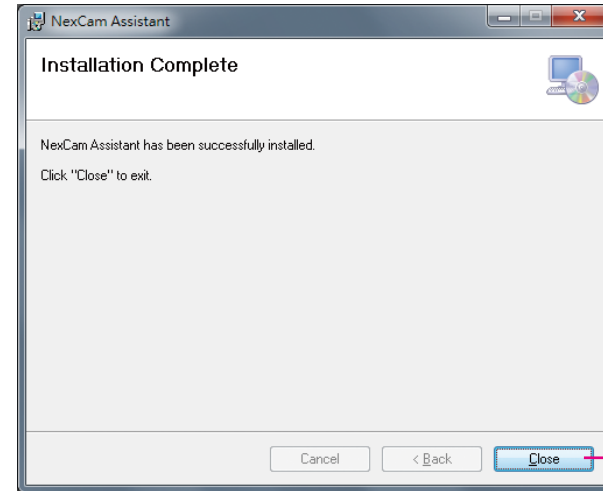 NexCam Assistant
Installation Complete
NexCam Assistant has been successfully installed.
Click "Close" to exit.
Cancel
< Back
Close